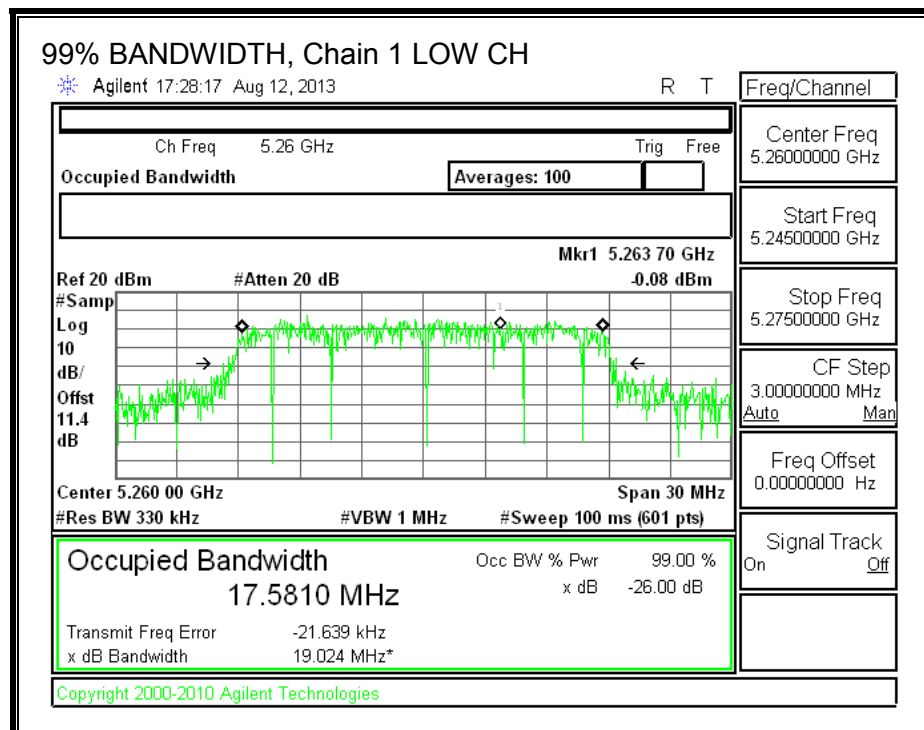 99% BANDWIDTH, Chain 1 LOW CH
Agilent 17:28:17 Aug 12, 2013 R T
Ch Freq 5.26 GHz Trig Free
Occupied Bandwidth Averages: 100
Mkr1 5.263 70 GHz
Ref 20 dBm #Atten 20 dB -0.08 dBm
#Samp
Log
10
dB/
Offst
11.4
dB
1
Center 5.260 00 GHz Span 30 MHz
#Res BW 330 kHz #VBW 1 MHz #Sweep 100 ms (601 pts)
Occupied Bandwidth Occ BW % Pwr 99.00 %
17.5810 MHz x dB -26.00 dB
Transmit Freq Error -21.639 kHz
x dB Bandwidth 19.024 MHz*
Copyright 2000-2010 Agilent Technologies
Freq/Channel
Center Freq
5.26000000 GHz
Start Freq
5.24500000 GHz
Stop Freq
5.27500000 GHz
CF Step
3.00000000 MHz
Auto Man
Freq Offset
0.00000000 Hz
Signal Track
On Off